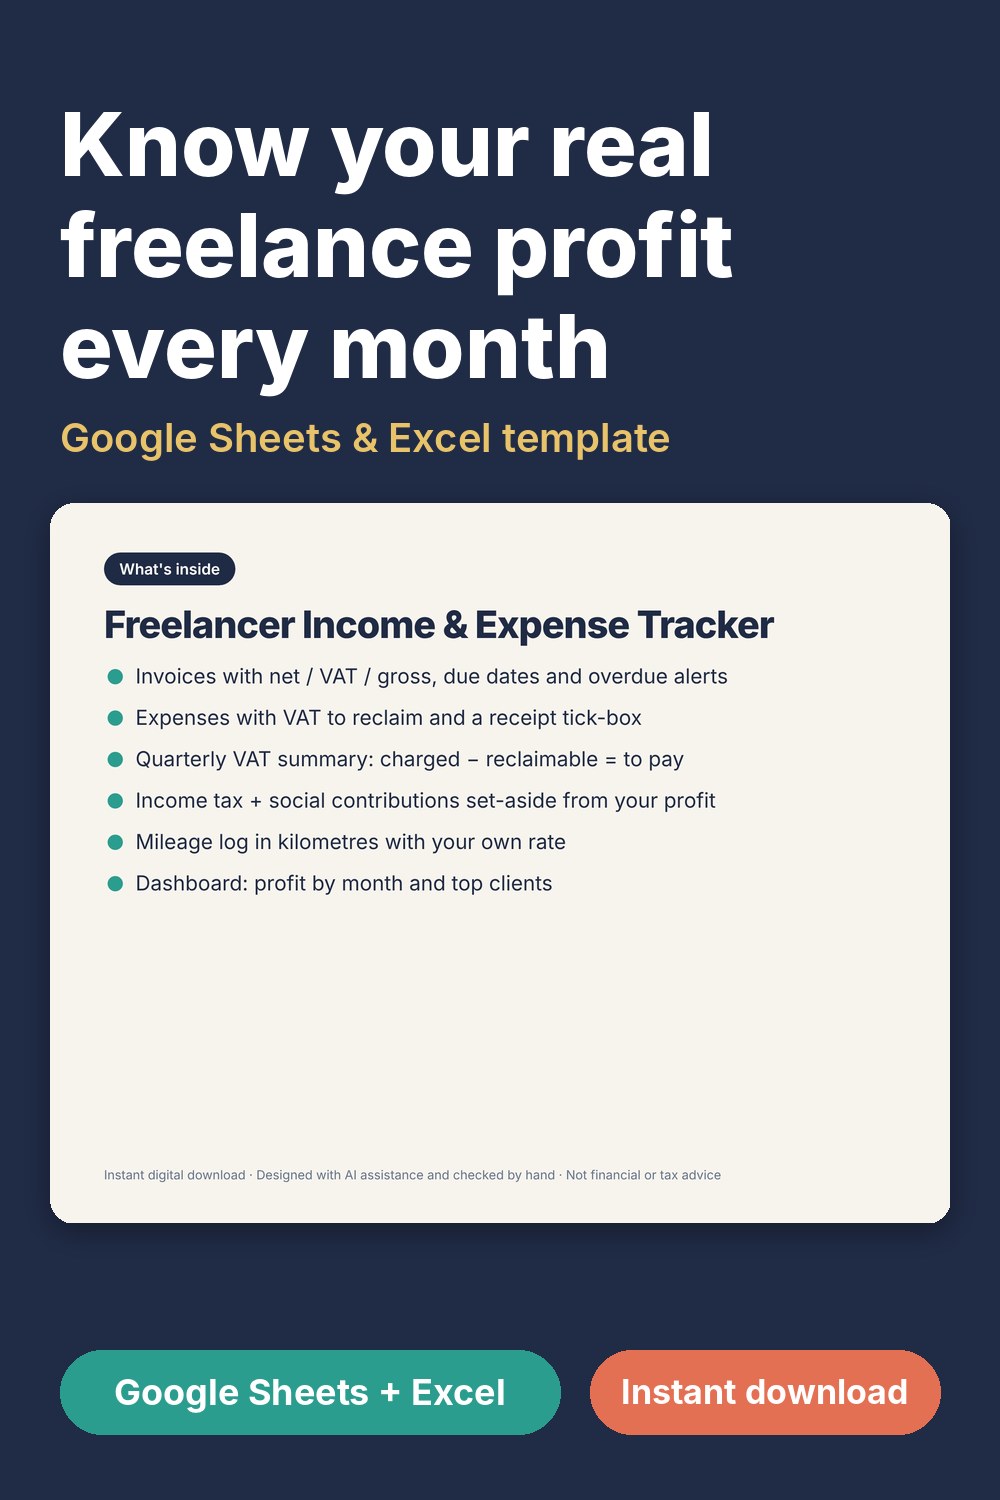 Know your real
freelance profit
every month
Google Sheets & Excel template
What's inside
Freelancer Income & Expense Tracker
Invoices with net / VAT / gross, due dates and overdue alerts
Expenses with VAT to reclaim and a receipt tick-box
Quarterly VAT summary: charged − reclaimable = to pay
Income tax + social contributions set-aside from your profit
Mileage log in kilometres with your own rate
Dashboard: profit by month and top clients
Instant digital download · Designed with AI assistance and checked by hand · Not financial or tax advice
Google Sheets + Excel
Instant download